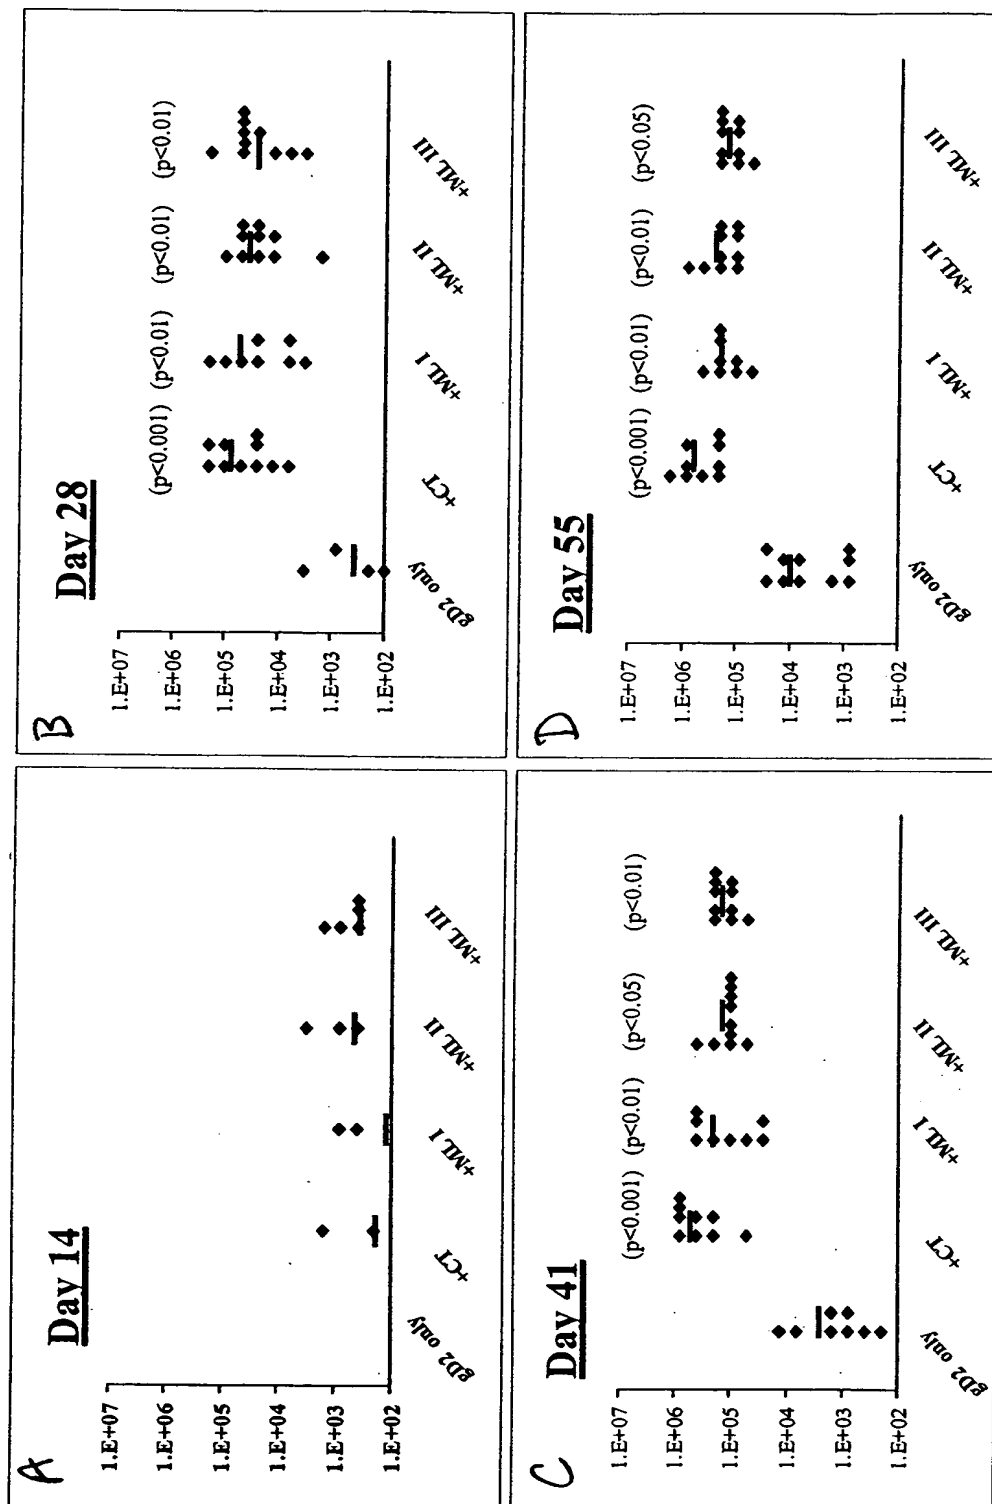 A
Day 14
1.E+07
1.E+06
1.E+05
1.E+04
1.E+03
1.E+02
gD2 only +CT +ML I +ML II +ML III
B
Day 28
(p<0.001) (p<0.01) (p<0.01) (p<0.01)
1.E+07
1.E+06
1.E+05
1.E+04
1.E+03
1.E+02
gD2 only +CT +ML I +ML II +ML III
C
Day 41
(p<0.001) (p<0.01) (p<0.05) (p<0.01)
1.E+07
1.E+06
1.E+05
1.E+04
1.E+03
1.E+02
gD2 only +CT +ML I +ML II +ML III
D
Day 55
(p<0.001) (p<0.01) (p<0.01) (p<0.05)
1.E+07
1.E+06
1.E+05
1.E+04
1.E+03
1.E+02
gD2 only +CT +ML I +ML II +ML III